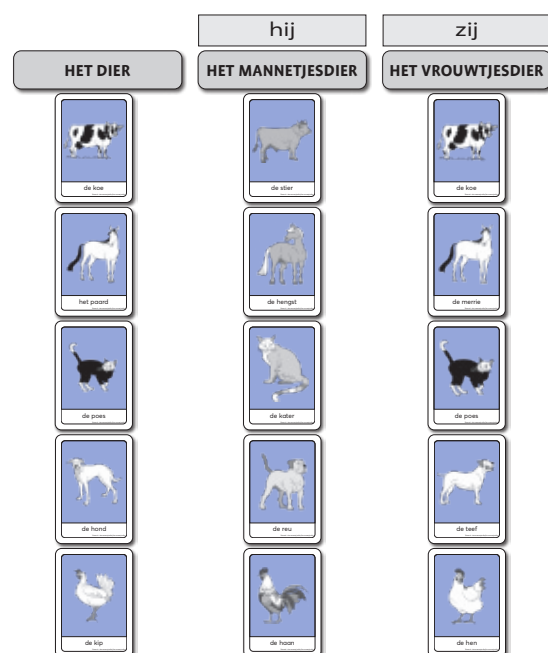 hij zij
HET DIER HET MANNETJESDIER HET VROUWTJESDIER
de koe de stier de koe
het paard de hengst de merrie
de poes de kater de poes
de hond de reu de teef
de kip de haan de hen